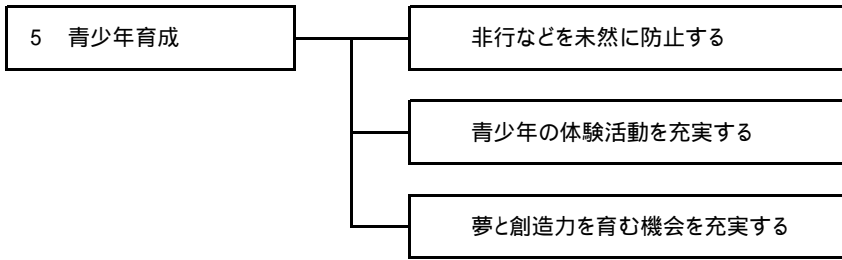 5 青少年育成
非行などを未然に防止する
青少年の体験活動を充実する
夢と創造力を育む機会を充実する